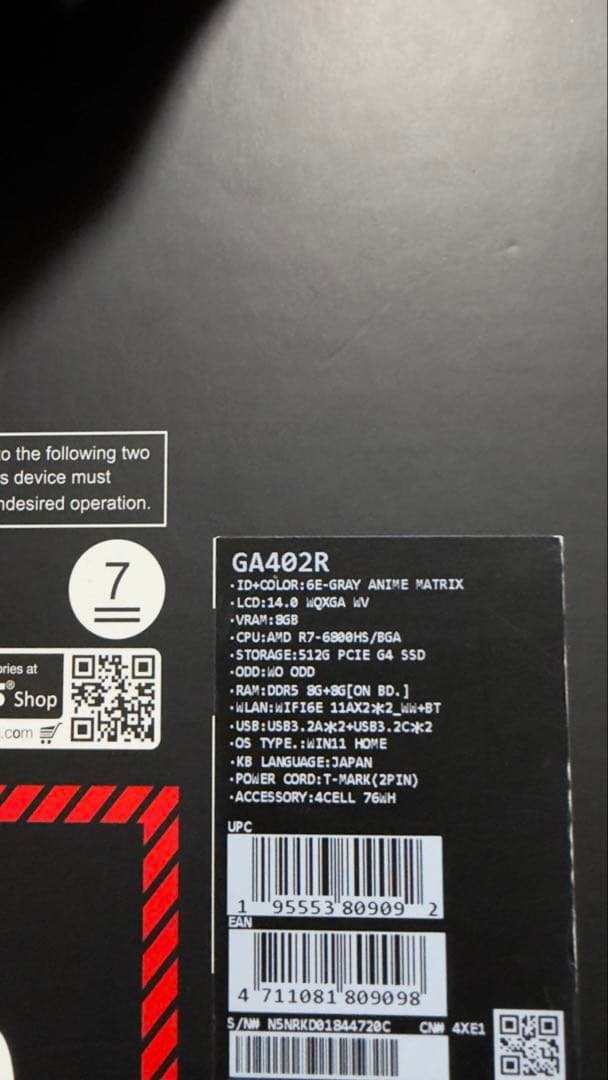 to the following two
s device must
ndesired operation.
7
ries at
S® Shop
.com
GA402R
·ID+COLOR:6E-GRAY ANIME MATRIX
·LCD:14.0 WQXGA WV
·VRAM:8GB
·CPU:AMD R7-6800HS/BGA
·STORAGE:512G PCIE G4 SSD
·ODD:WO ODD
·RAM:DDR5 8G+8G[ON BD.]
·WLAN:WIFI6E 11AX2*2_WW+BT
·USB:USB3.2A*2+USB3.2C*2
·OS TYPE.:WIN11 HOME
·KB LANGUAGE:JAPAN
·POWER CORD:T-MARK(2PIN)
·ACCESSORY:4CELL 76WH
UPC
1 95553 80909 2
EAN
4 711081 809098
S/N# N5NRKD01844720C CN# 4XE1